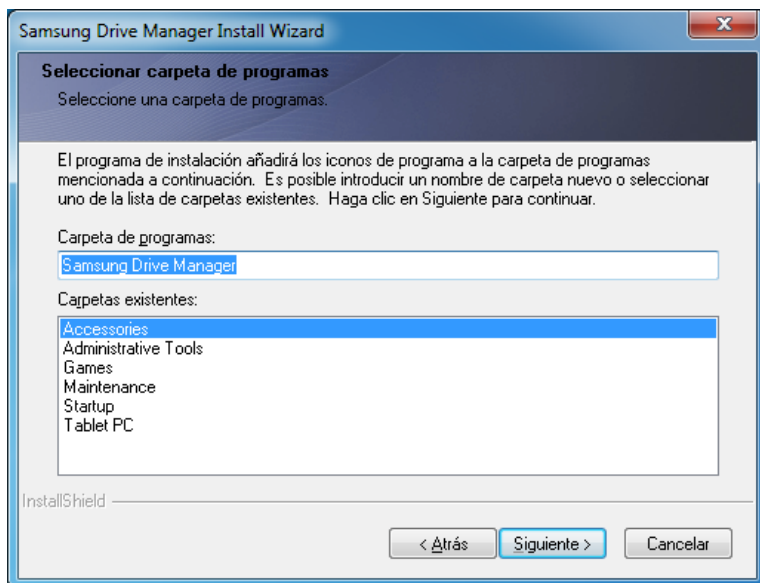 Samsung Drive Manager Install Wizard
Seleccionar carpeta de programas
Seleccione una carpeta de programas.
El programa de instalación añadirá los iconos de programa a la carpeta de programas
mencionada a continuación.  Es posible introducir un nombre de carpeta nuevo o seleccionar
uno de la lista de carpetas existentes.  Haga clic en Siguiente para continuar.
Carpeta de programas:
Samsung Drive Manager
Carpetas existentes:
Accessories
Administrative Tools
Games
Maintenance
Startup
Tablet PC
InstallShield
< Atrás
Siguiente >
Cancelar